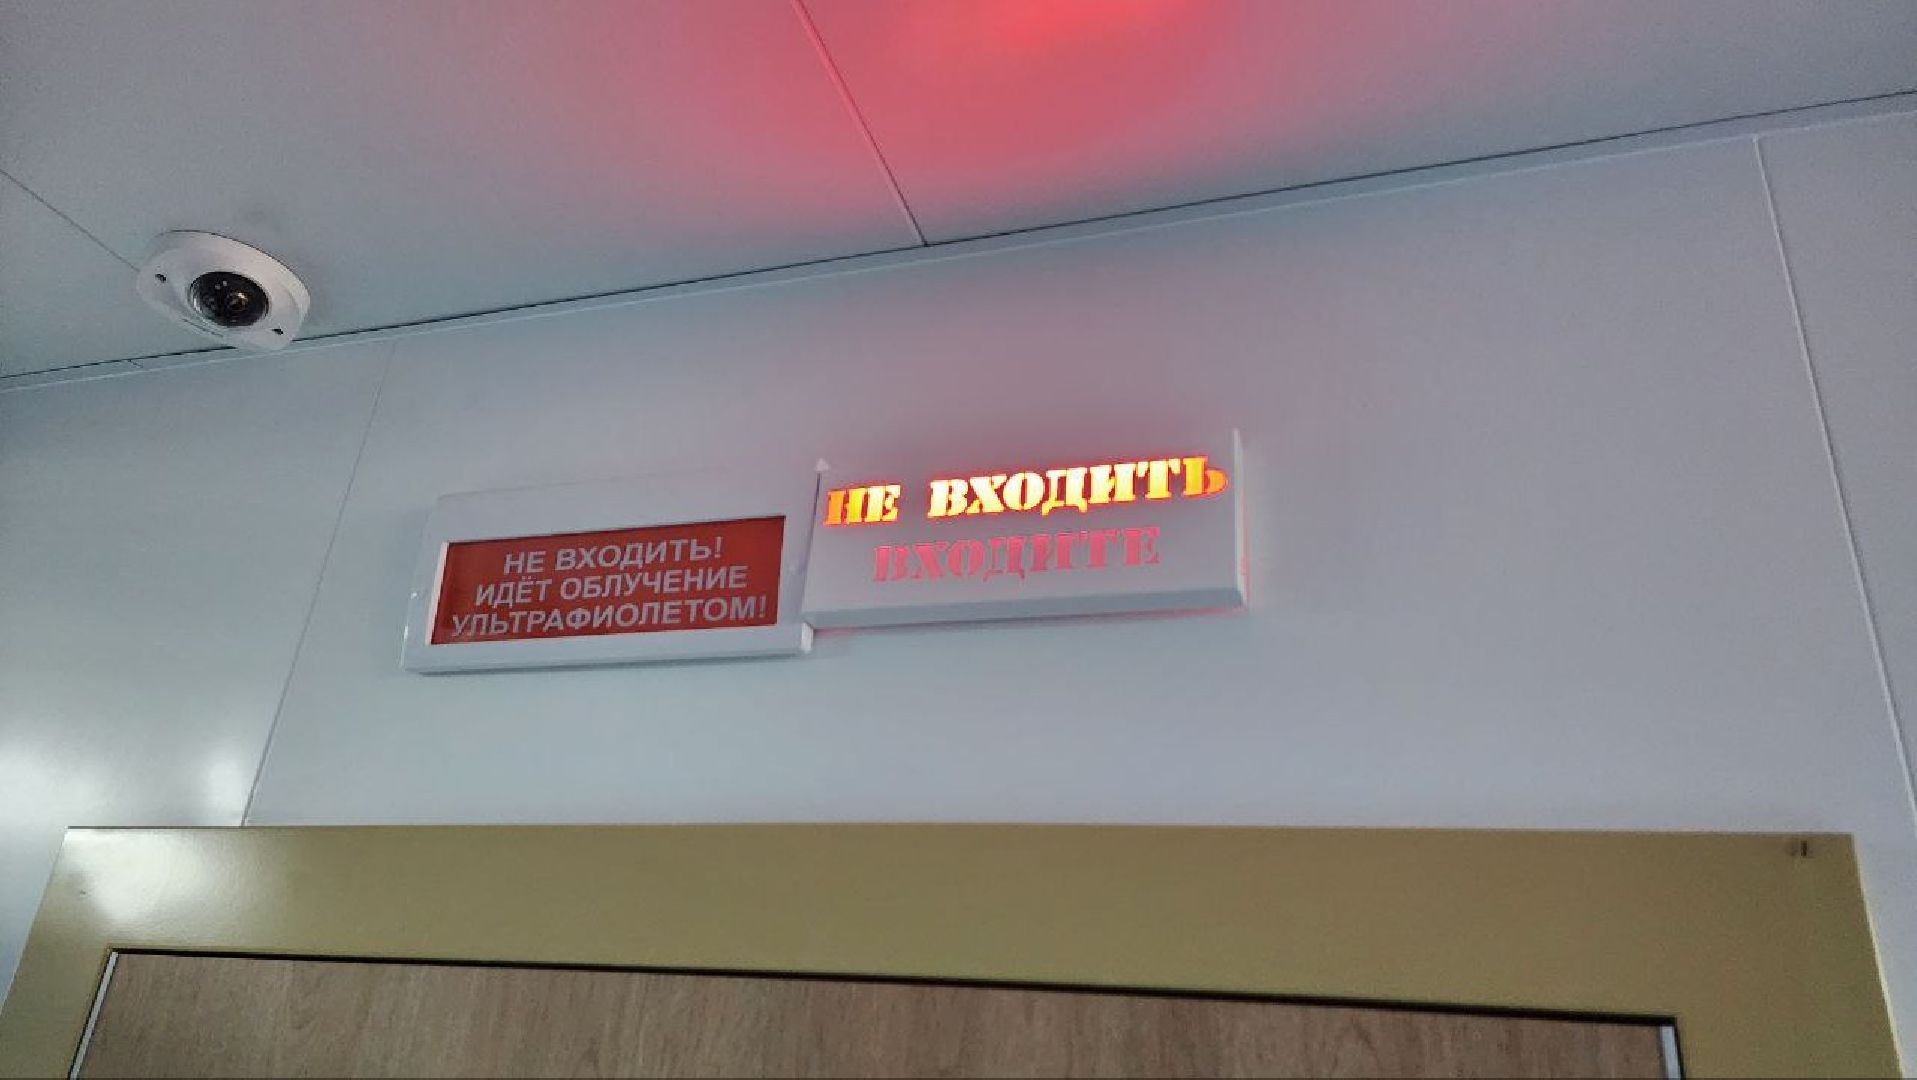 НЕ ВХОДИТЬ!
ИДЁТ ОБЛУЧЕНИЕ
УЛЬТРАФИОЛЕТОМ!
НЕ ВХОДИТЬ
ВХОДИТЕ